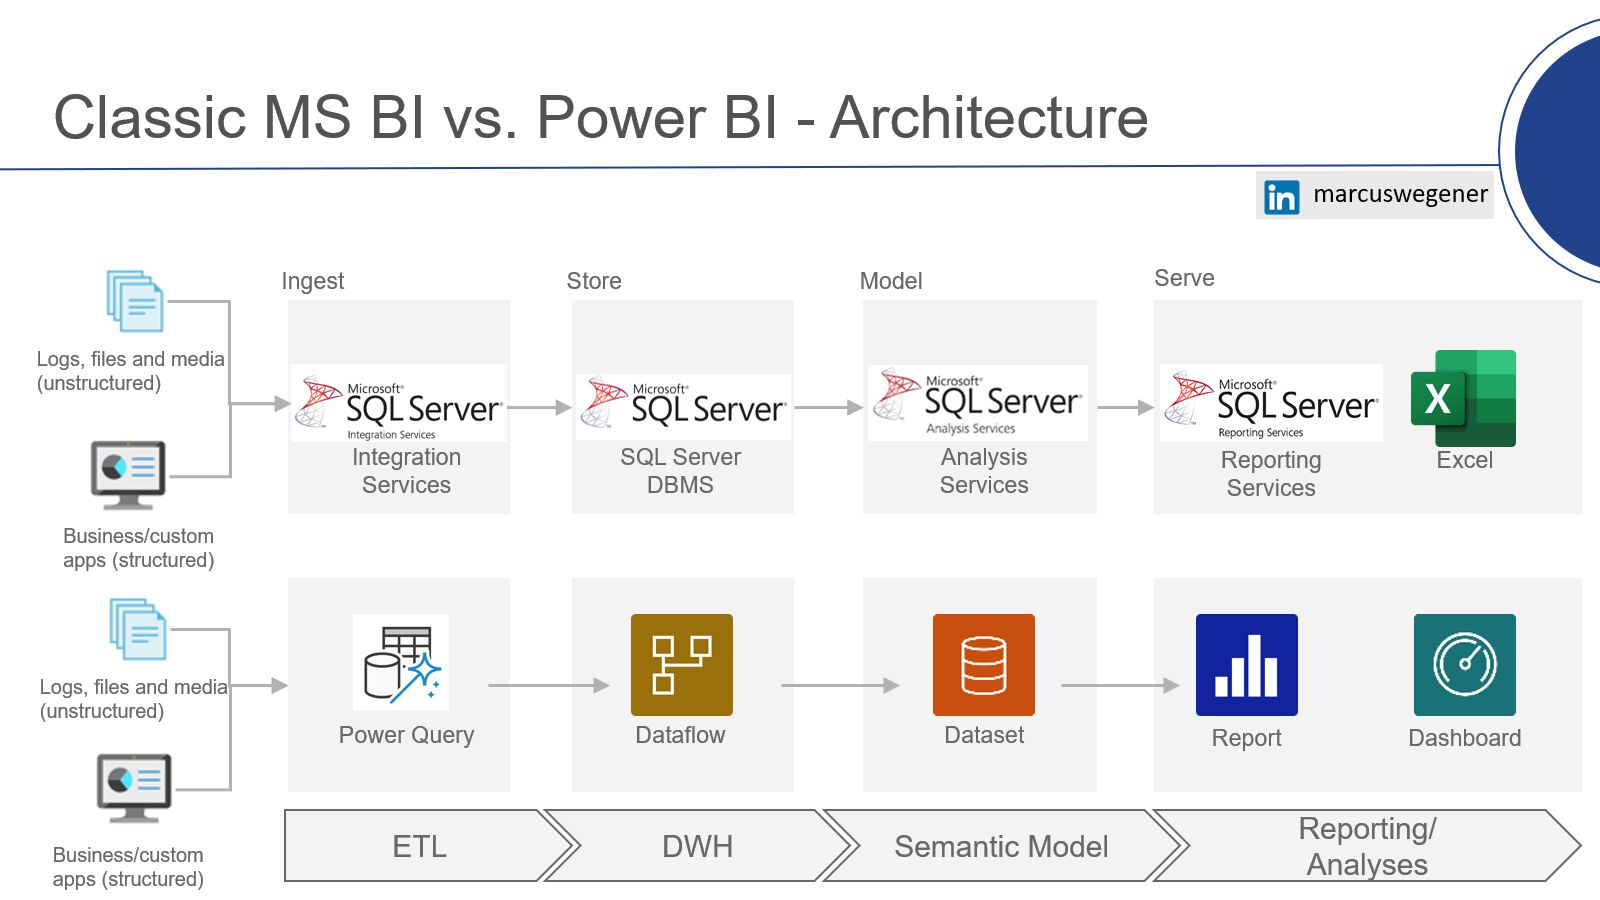 Classic MS BI vs. Power BI - Architecture
in marcuswegener
Ingest
Store
Model
Serve
Logs, files and media
(unstructured)
Business/custom
apps (structured)
Microsoft®
SQL Server®
Integration Services
Integration
Services
Microsoft®
SQL Server®
SQL Server
DBMS
Microsoft®
SQL Server®
Analysis Services
Analysis
Services
Microsoft®
SQL Server®
Reporting Services
Reporting
Services
X
Excel
Logs, files and media
(unstructured)
Business/custom
apps (structured)
Power Query
Dataflow
Dataset
Report
Dashboard
ETL
DWH
Semantic Model
Reporting/
Analyses